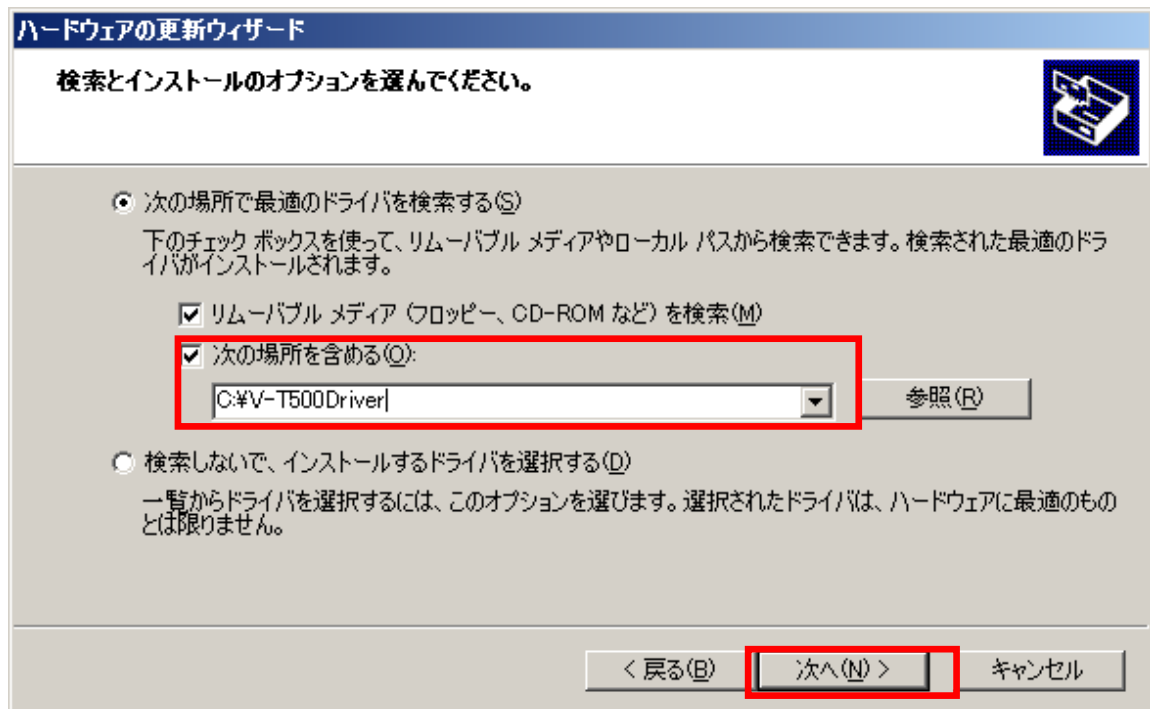 ハードウェアの更新ウィザード
検索とインストールのオプションを選んでください。
次の場所で最適のドライバを検索する(S)
下のチェック ボックスを使って、リムーバブル メディアやローカル パスから検索できます。検索された最適のドラ
イバがインストールされます。
リムーバブル メディア (フロッピー、CD-ROM など) を検索(M)
次の場所を含める(O):
C:¥V-T500Driver
参照(R)
検索しないで、インストールするドライバを選択する(D)
一覧からドライバを選択するには、このオプションを選びます。選択されたドライバは、ハードウェアに最適のもの
とは限りません。
< 戻る(B)
次へ(N) >
キャンセル